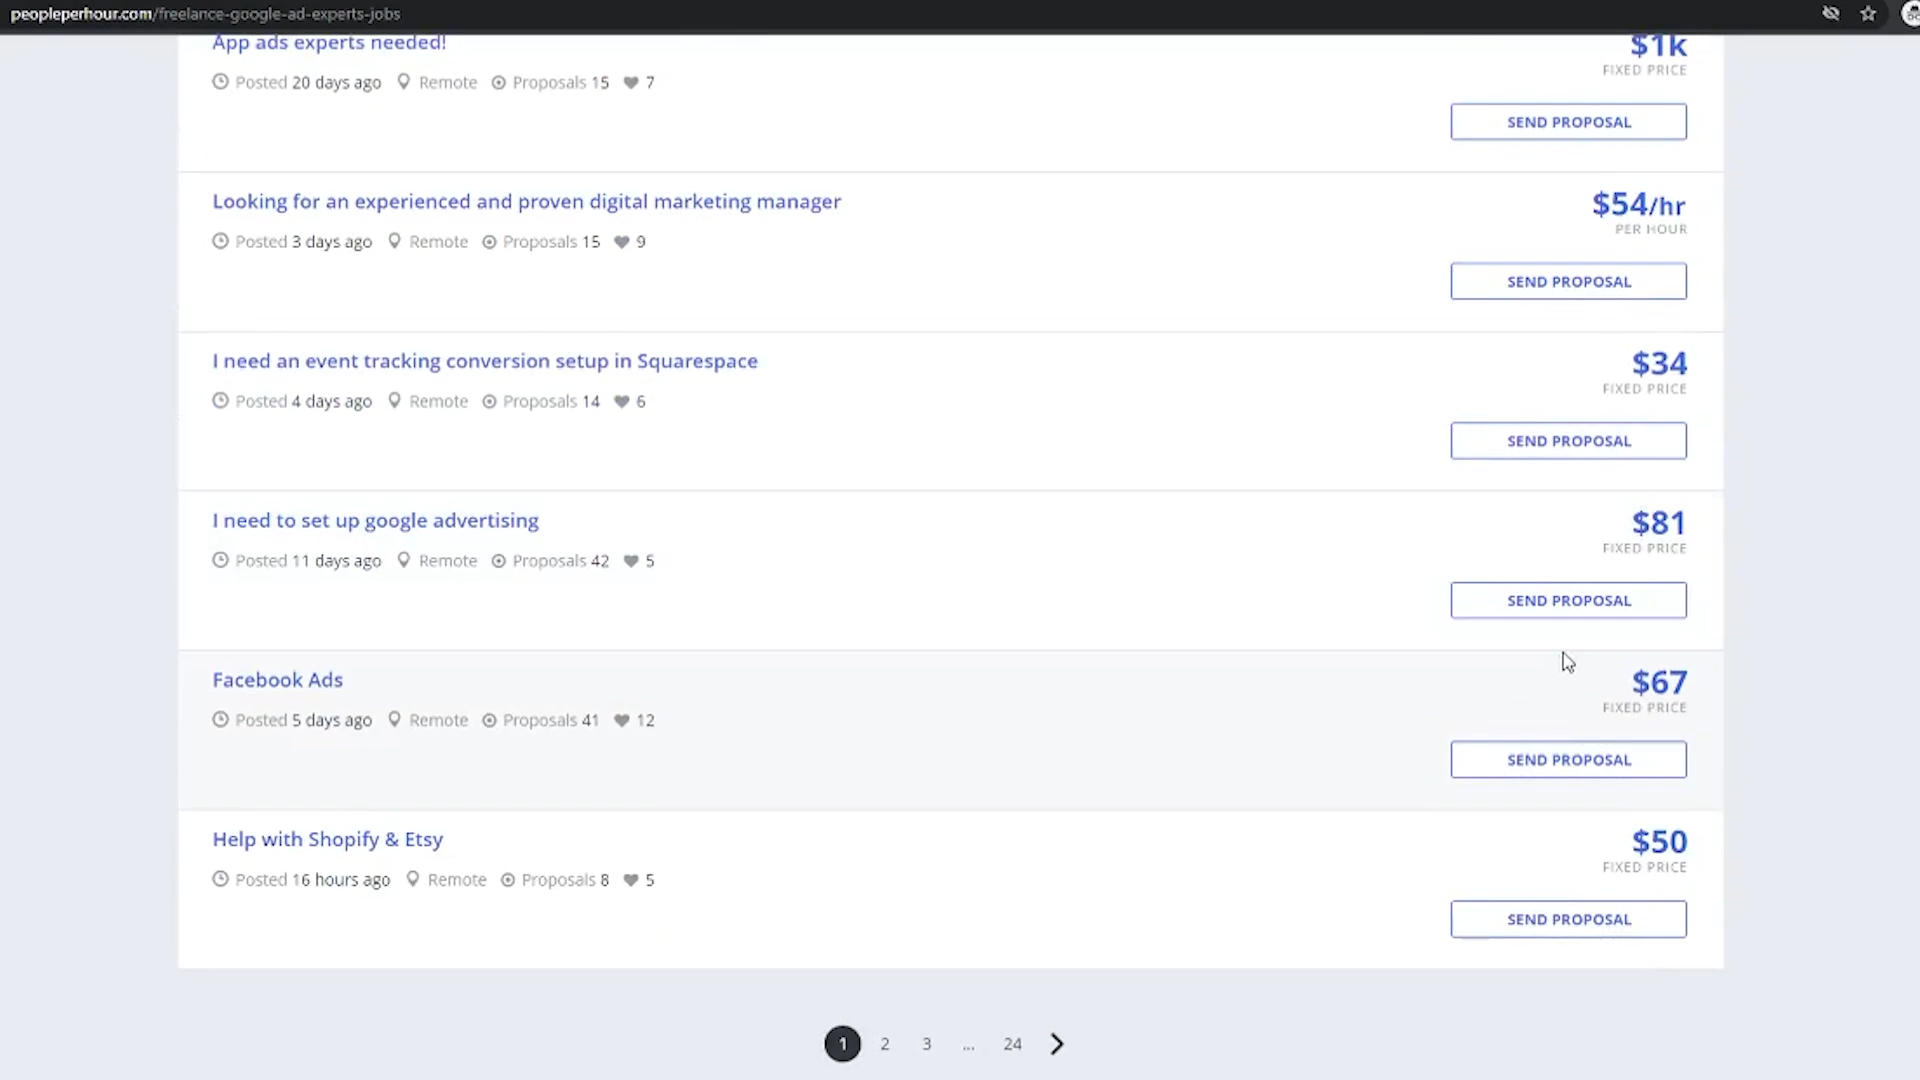 peopleperhour.com/freelance-google-ad-experts-jobs
App ads experts needed!
$1k
FIXED PRICE
Posted 20 days ago Remote Proposals 15 7
SEND PROPOSAL
Looking for an experienced and proven digital marketing manager
$54/hr
PER HOUR
Posted 3 days ago Remote Proposals 15 9
SEND PROPOSAL
I need an event tracking conversion setup in Squarespace
$34
FIXED PRICE
Posted 4 days ago Remote Proposals 14 6
SEND PROPOSAL
I need to set up google advertising
$81
FIXED PRICE
Posted 11 days ago Remote Proposals 42 5
SEND PROPOSAL
Facebook Ads
$67
FIXED PRICE
Posted 5 days ago Remote Proposals 41 12
SEND PROPOSAL
Help with Shopify & Etsy
$50
FIXED PRICE
Posted 16 hours ago Remote Proposals 8 5
SEND PROPOSAL
1 2 3 ... 24